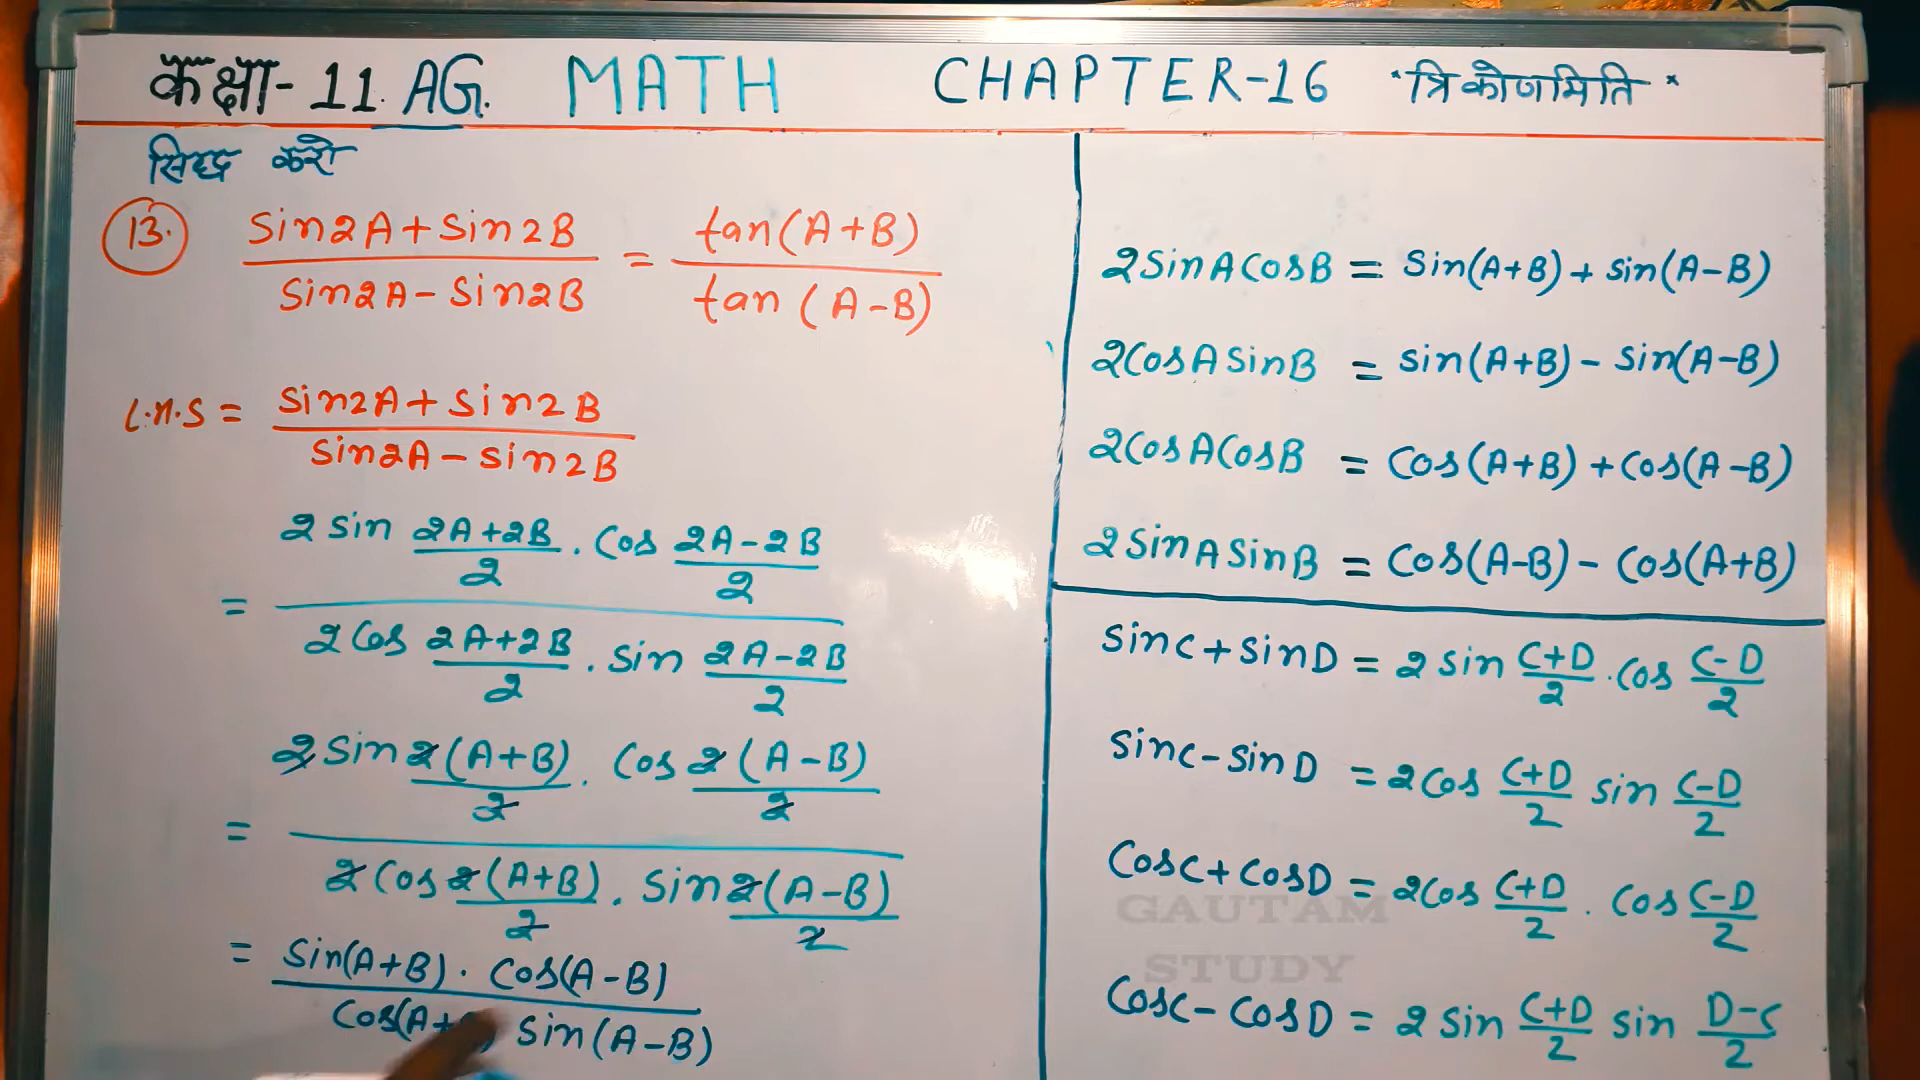 कक्षा-11. AG. MATH CHAPTER-16 "त्रिकोणमिति"
सिद्ध करो
13. (sin2A+sin2B)/(sin2A-sin2B) = tan(A+B)/tan(A-B)
L.H.S = (sin2A+sin2B)/(sin2A-sin2B)
= (2 sin (2A+2B)/2 . cos (2A-2B)/2)/(2 cos (2A+2B)/2 . sin (2A-2B)/2)
= (2 sin 2(A+B)/2 . cos 2(A-B)/2)/(2 cos 2(A+B)/2 . sin 2(A-B)/2)
= sin(A+B) . cos(A-B)
cos(A+ sin(A-B)
2sinAcosB = sin(A+B)+sin(A-B)
2cosAsinB = sin(A+B)-sin(A-B)
2cosAcosB = cos(A+B)+cos(A-B)
2sinAsinB = cos(A-B)-cos(A+B)
sinC+sinD = 2 sin (C+D)/2 . cos (C-D)/2
sinC-sinD = 2cos (C+D)/2 sin (C-D)/2
cosC+cosD = 2cos (C+D)/2 . cos (C-D)/2
cosC-cosD = 2 sin (C+D)/2 sin (D-C)/2
GAUTAM
STUDY